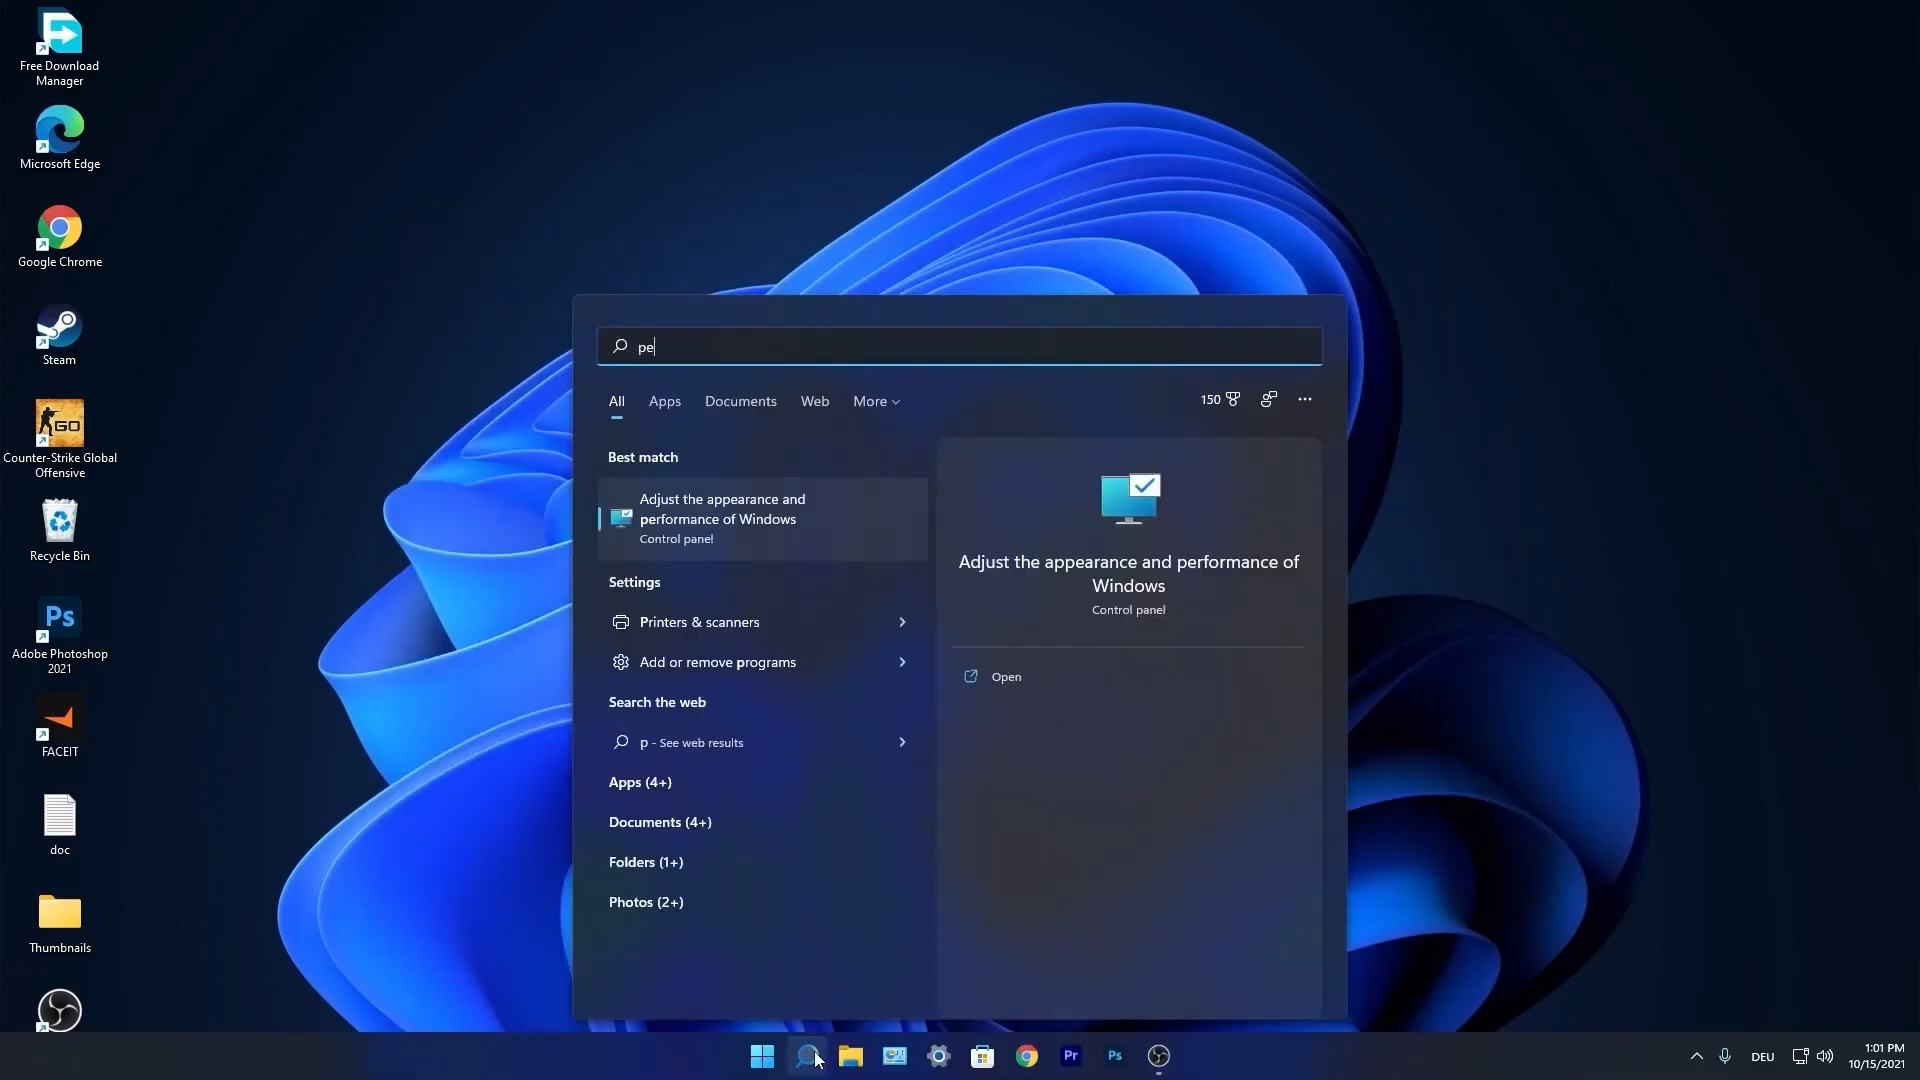 Free Download
Manager
Microsoft Edge
Google Chrome
Steam
GO
Counter-Strike Global
Offensive
Recycle Bin
Ps
Adobe Photoshop
2021
FACEIT
doc
Thumbnails
pe
All Apps Documents Web More
150
Best match
Adjust the appearance and
performance of Windows
Control panel
Settings
Printers & scanners
Add or remove programs
Search the web
p - See web results
Apps (4+)
Documents (4+)
Folders (1+)
Photos (2+)
Adjust the appearance and performance of
Windows
Control panel
Open
Pr
Ps
DEU
1:01 PM
10/15/2021